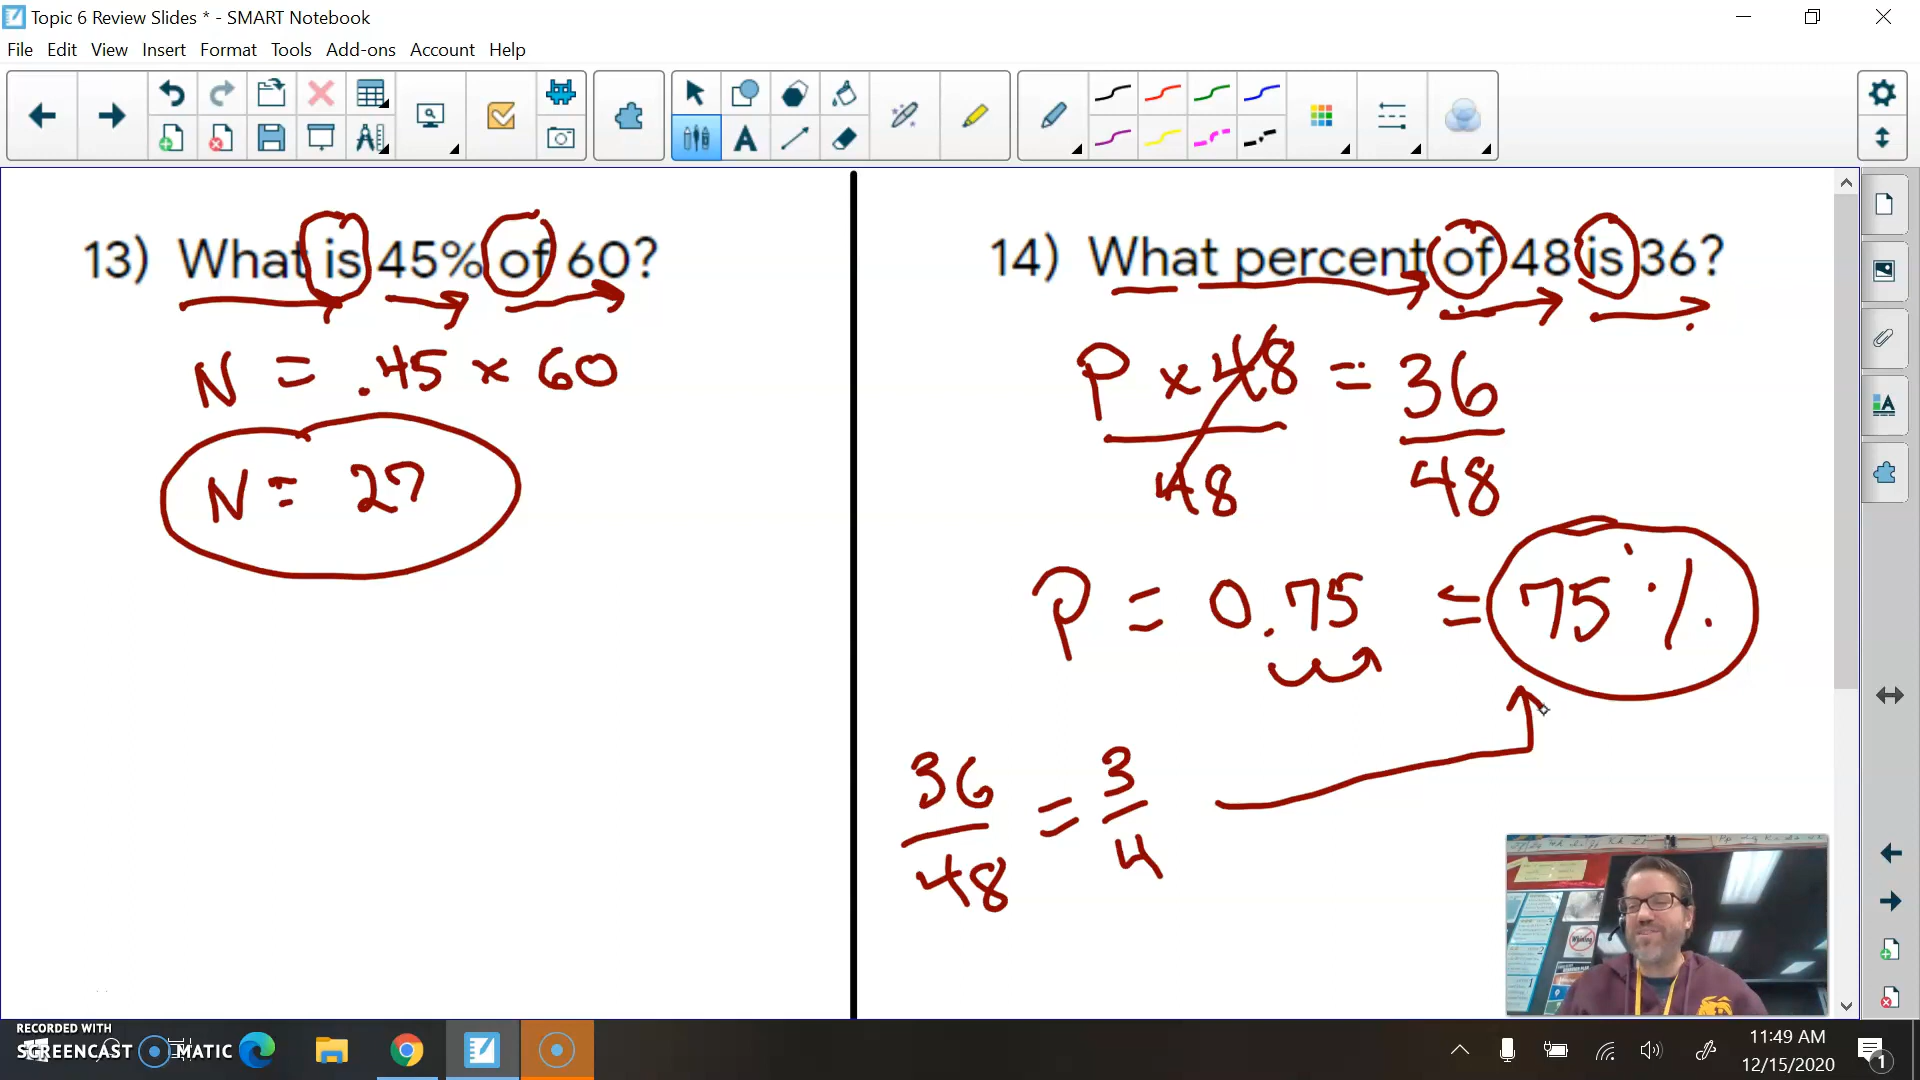 Topic 6 Review Slides * - SMART Notebook
File Edit View Insert Format Tools Add-ons Account Help
13) What is 45% of 60?
N = .45 x 60
N = 27
14) What percent of 48 is 36?
P x 48 = 36
48 48
P = 0.75 = 75%
36 = 3
48 4
RECORDED WITH
SCREENCAST MATIC
11:49 AM
12/15/2020
1